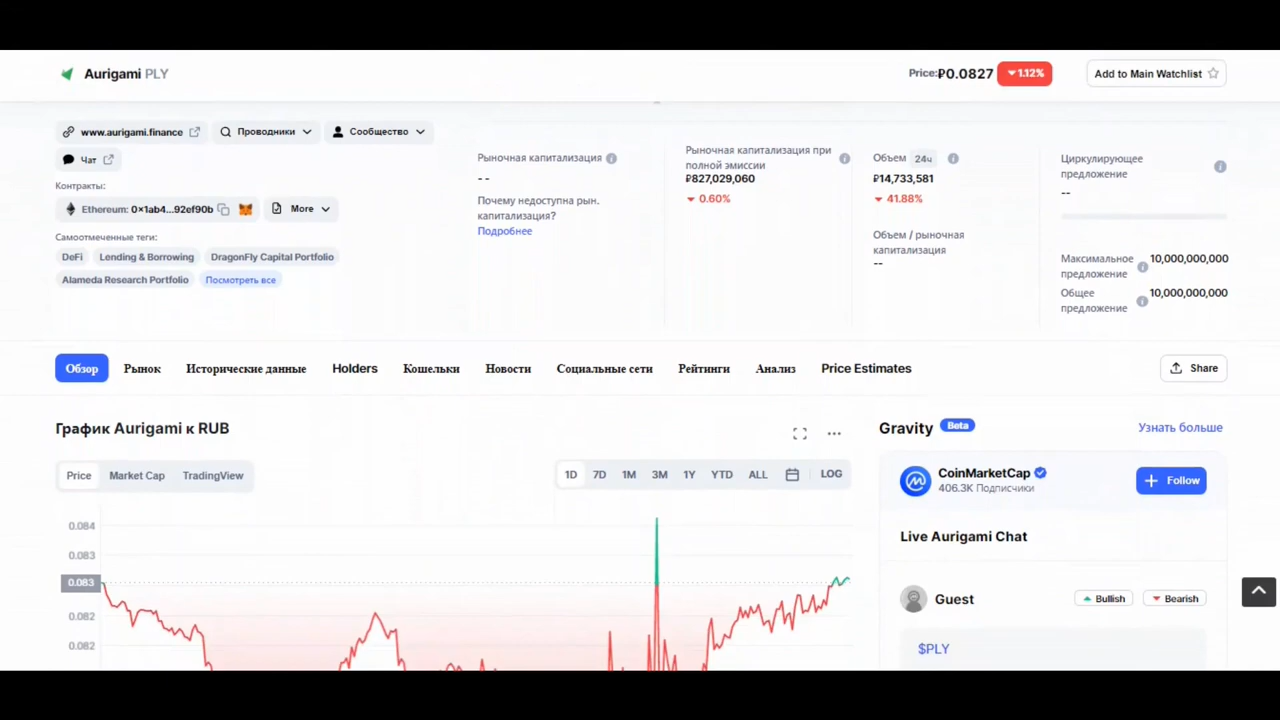 Aurigami PLY
Price:₽0.0827
1.12%
Add to Main Watchlist
www.aurigami.finance
Проводники
Сообщество
Чат
Контракты:
Ethereum: 0x1ab4...92ef90b
More
Самоотмеченные теги:
DeFi
Lending & Borrowing
DragonFly Capital Portfolio
Alameda Research Portfolio
Посмотреть все
Рыночная капитализация
- -
Почему недоступна рын.
капитализация?
Подробнее
Рыночная капитализация при
полной эмиссии
₽827,029,060
0.60%
Объем 24ч
₽14,733,581
41.88%
Объем / рыночная
капитализация
--
Циркулирующее
предложение
--
Максимальное
предложение
10,000,000,000
Общее
предложение
10,000,000,000
Обзор
Рынок
Исторические данные
Holders
Кошельки
Новости
Социальные сети
Рейтинги
Анализ
Price Estimates
Share
График Aurigami к RUB
Price
Market Cap
TradingView
1D
7D
1M
3M
1Y
YTD
ALL
LOG
0.084
0.083
0.083
0.082
0.082
Gravity Beta
Узнать больше
CoinMarketCap
406.3K Подписчики
Follow
Live Aurigami Chat
Guest
Bullish
Bearish
$PLY